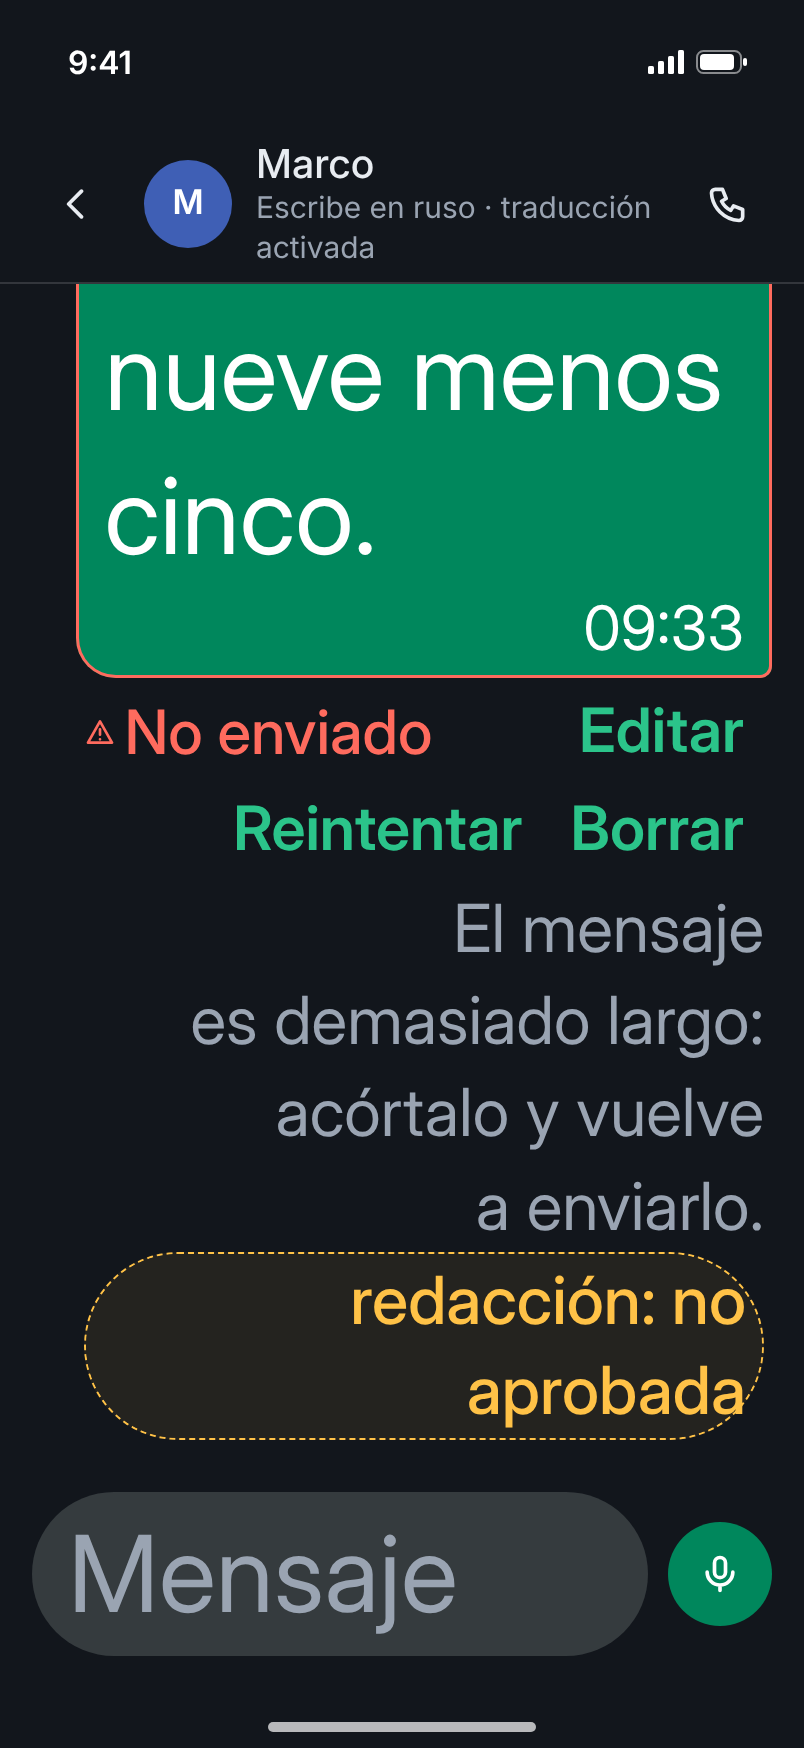 9:41
M
Marco
Escribe en ruso · traducción
activada
nueve menos
cinco.
09:33
No enviado
Editar
Reintentar
Borrar
El mensaje
es demasiado largo:
acórtalo y vuelve
a enviarlo.
redacción: no
aprobada
Mensaje